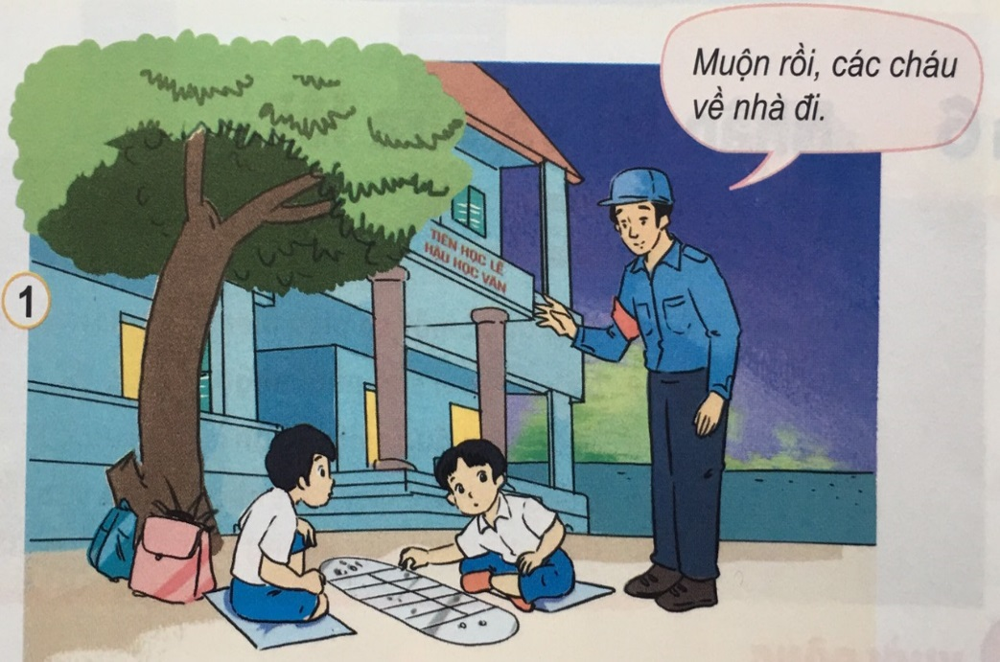 Muộn rồi, các cháu
về nhà đi.
TIÊN HỌC LỄ
HẬU HỌC VĂN
1